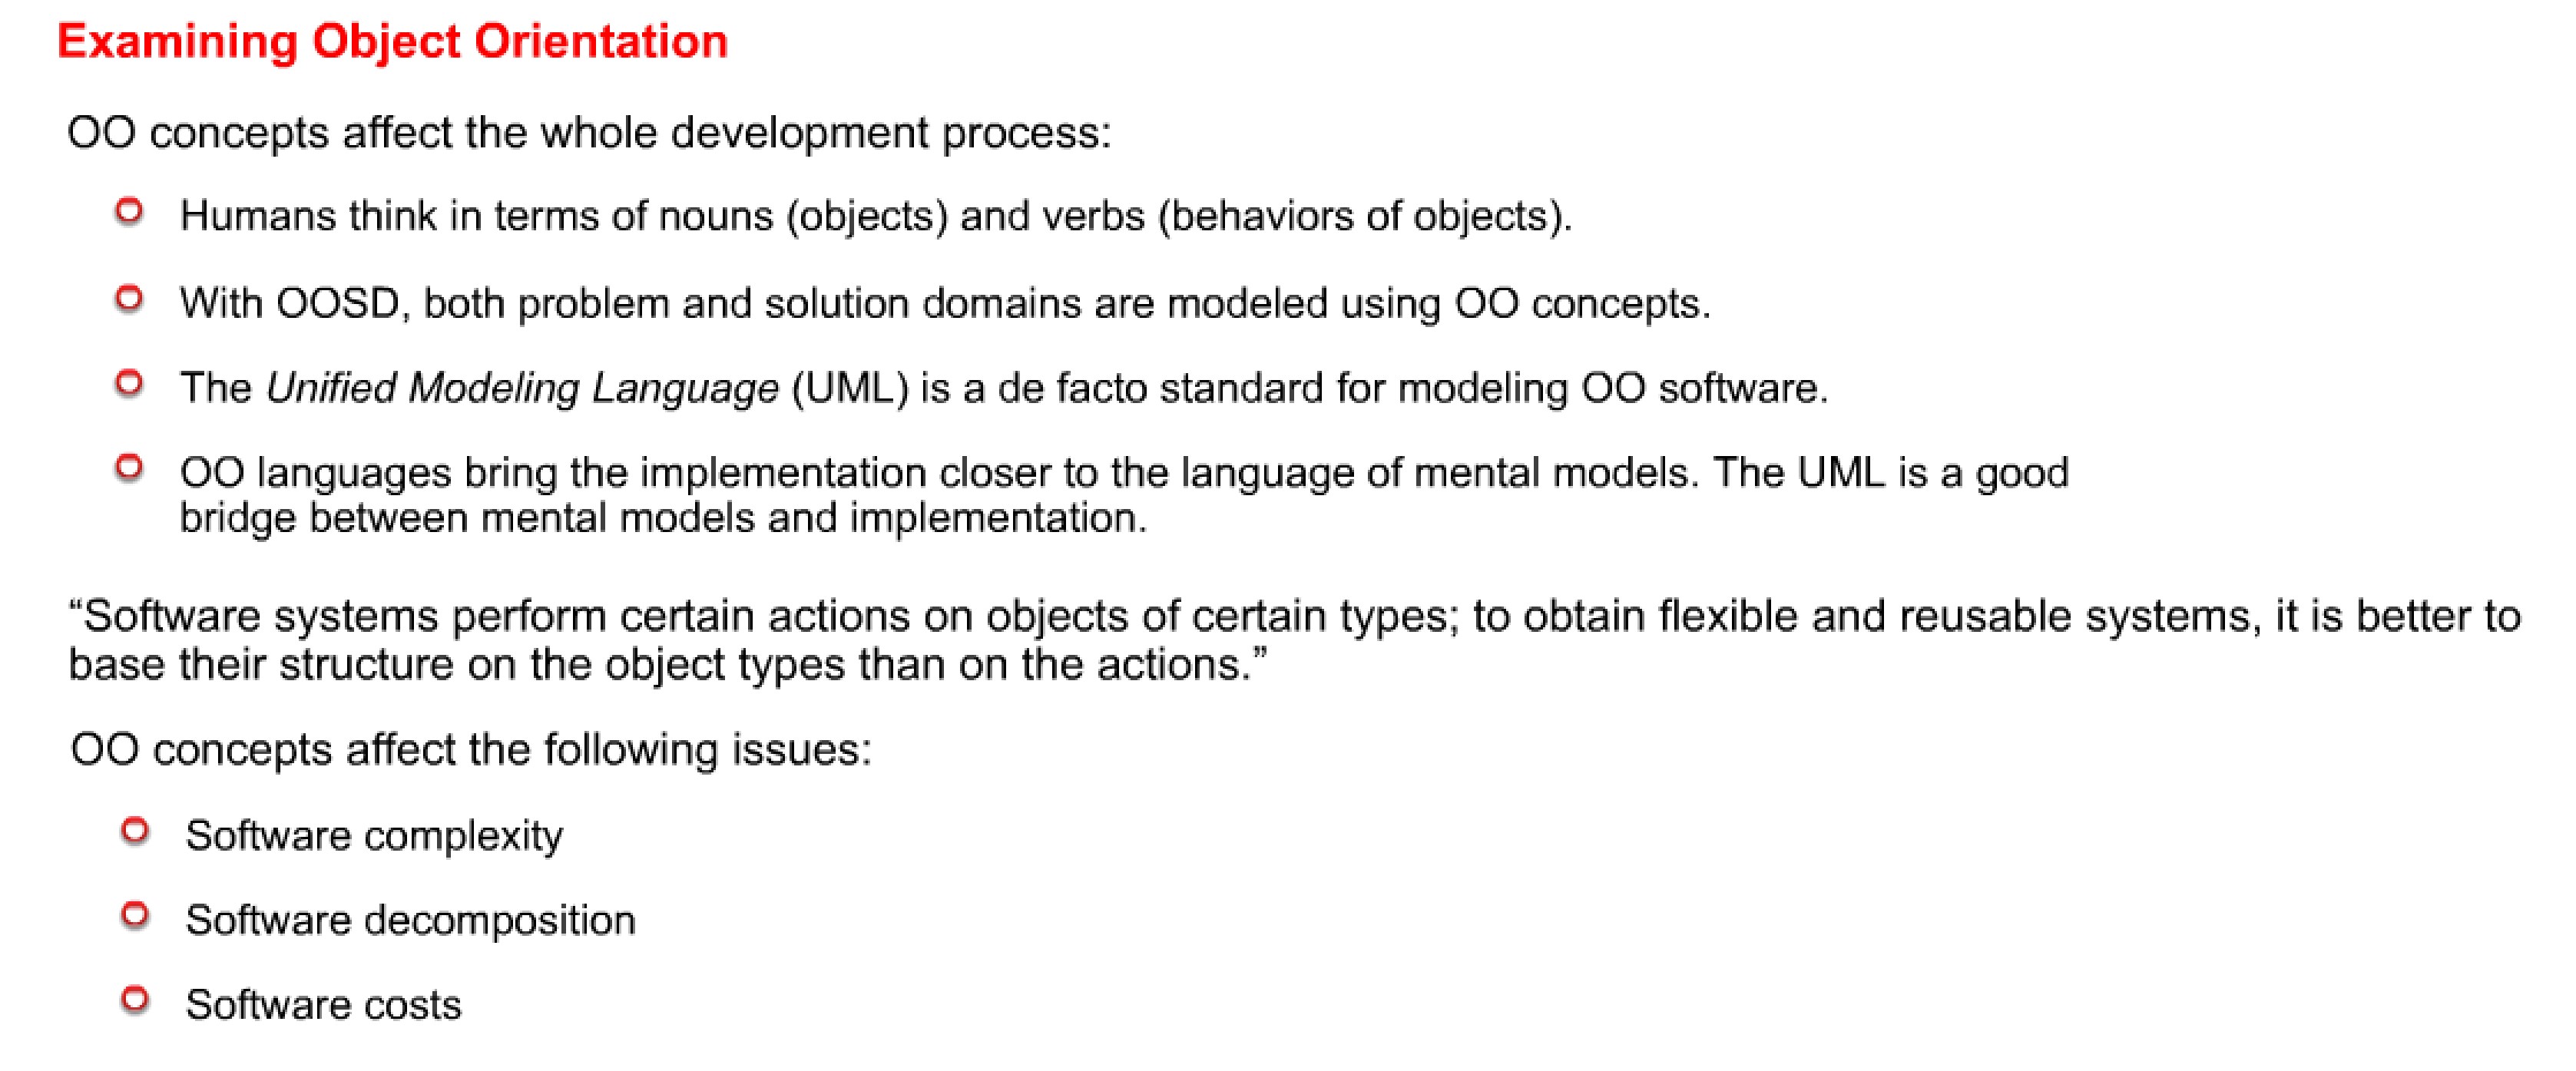 Examining Object Orientation
OO concepts affect the whole development process:
Humans think in terms of nouns (objects) and verbs (behaviors of objects).
With OOSD, both problem and solution domains are modeled using OO concepts.
The Unified Modeling Language (UML) is a de facto standard for modeling OO software.
OO languages bring the implementation closer to the language of mental models. The UML is a good
bridge between mental models and implementation.
“Software systems perform certain actions on objects of certain types; to obtain flexible and reusable systems, it is better to
base their structure on the object types than on the actions.”
OO concepts affect the following issues:
Software complexity
Software decomposition
Software costs